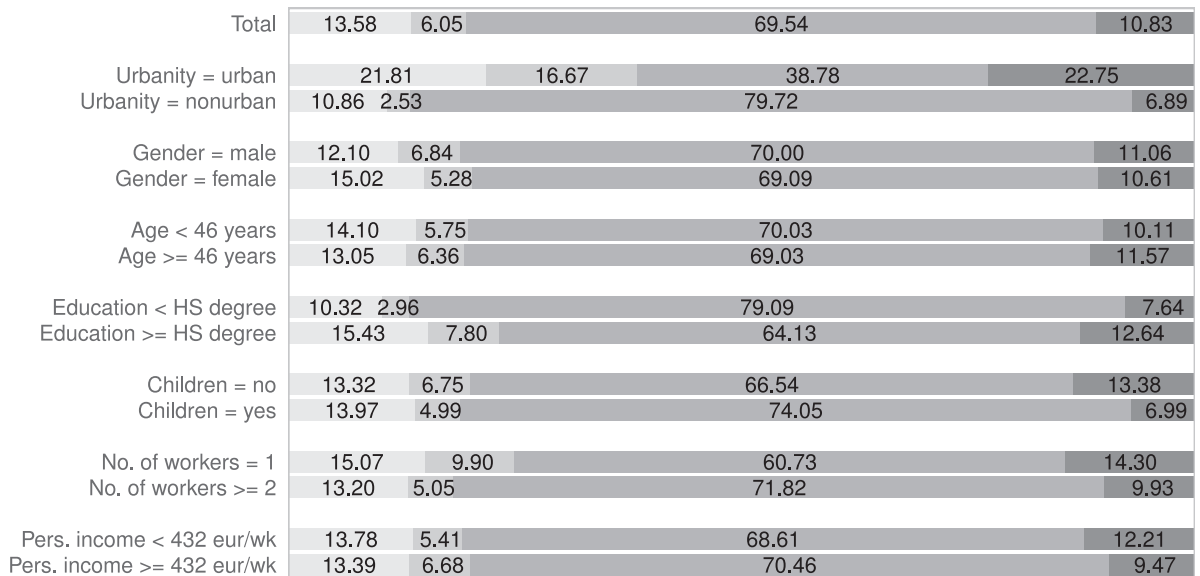 Total 13.58 6.05 69.54 10.83
Urbanity = urban 21.81 16.67 38.78 22.75
Urbanity = nonurban 10.86 2.53 79.72 6.89
Gender = male 12.10 6.84 70.00 11.06
Gender = female 15.02 5.28 69.09 10.61
Age < 46 years 14.10 5.75 70.03 10.11
Age >= 46 years 13.05 6.36 69.03 11.57
Education < HS degree 10.32 2.96 79.09 7.64
Education >= HS degree 15.43 7.80 64.13 12.64
Children = no 13.32 6.75 66.54 13.38
Children = yes 13.97 4.99 74.05 6.99
No. of workers = 1 15.07 9.90 60.73 14.30
No. of workers >= 2 13.20 5.05 71.82 9.93
Pers. income < 432 eur/wk 13.78 5.41 68.61 12.21
Pers. income >= 432 eur/wk 13.39 6.68 70.46 9.47